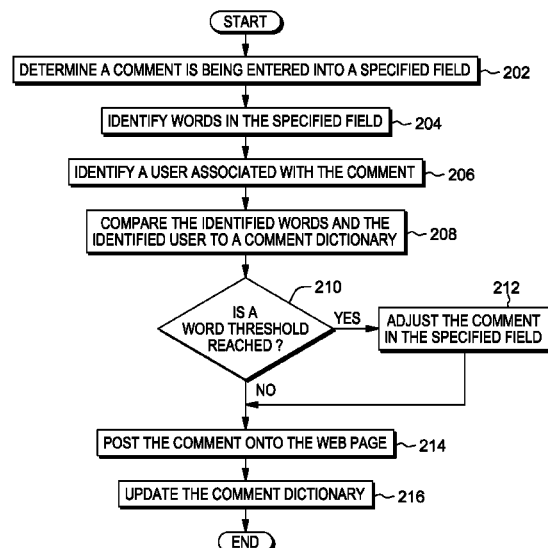 START
DETERMINE A COMMENT IS BEING ENTERED INTO A SPECIFIED FIELD
202
IDENTIFY WORDS IN THE SPECIFIED FIELD
204
IDENTIFY A USER ASSOCIATED WITH THE COMMENT
206
COMPARE THE IDENTIFIED WORDS AND THE
IDENTIFIED USER TO A COMMENT DICTIONARY
208
210
IS A
WORD THRESHOLD
REACHED ?
YES
212
ADJUST THE COMMENT
IN THE SPECIFIED FIELD
NO
POST THE COMMENT ONTO THE WEB PAGE
214
UPDATE THE COMMENT DICTIONARY
216
END